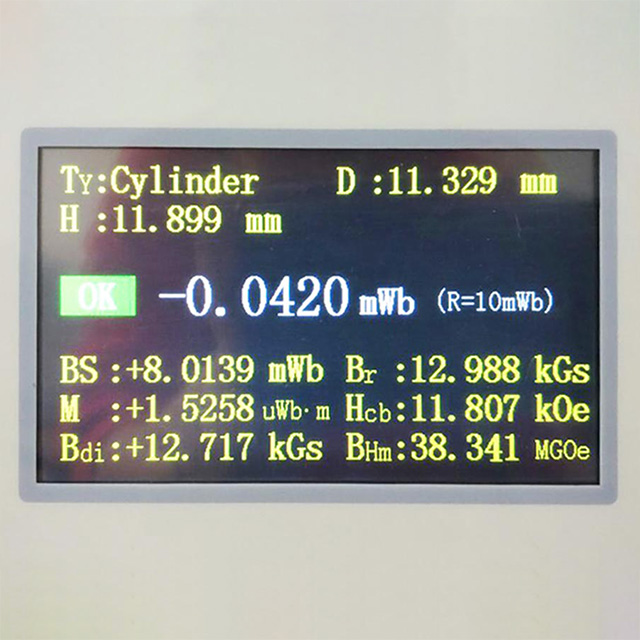 Ty:Cylinder D :11.329 mm
H :11.899 mm
OK -0.0420 mWb (R=10mWb)
BS :+8.0139 mWb Br :12.988 kGs
M :+1.5258 uWb·m Hcb:11.807 kOe
Bdi:+12.717 kGs BHm:38.341 MGOe